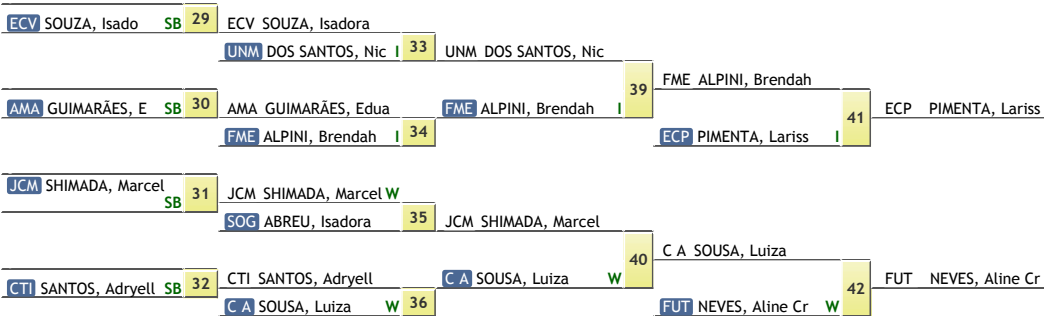 ECV SOUZA, Isado SB 29 ECV SOUZA, Isadora
UNM DOS SANTOS, Nic I 33 UNM DOS SANTOS, Nic
39 FME ALPINI, Brendah
AMA GUIMARÃES, E SB 30 AMA GUIMARÃES, Edua FME ALPINI, Brendah I
41 ECP PIMENTA, Lariss
FME ALPINI, Brendah I 34 ECP PIMENTA, Lariss I
JCM SHIMADA, Marcel SB 31 JCM SHIMADA, Marcel W
SOG ABREU, Isadora 35 JCM SHIMADA, Marcel
40 C A SOUSA, Luiza
CTI SANTOS, Adryell SB 32 CTI SANTOS, Adryell C A SOUSA, Luiza W
42 FUT NEVES, Aline Cr
C A SOUSA, Luiza W 36 FUT NEVES, Aline Cr W